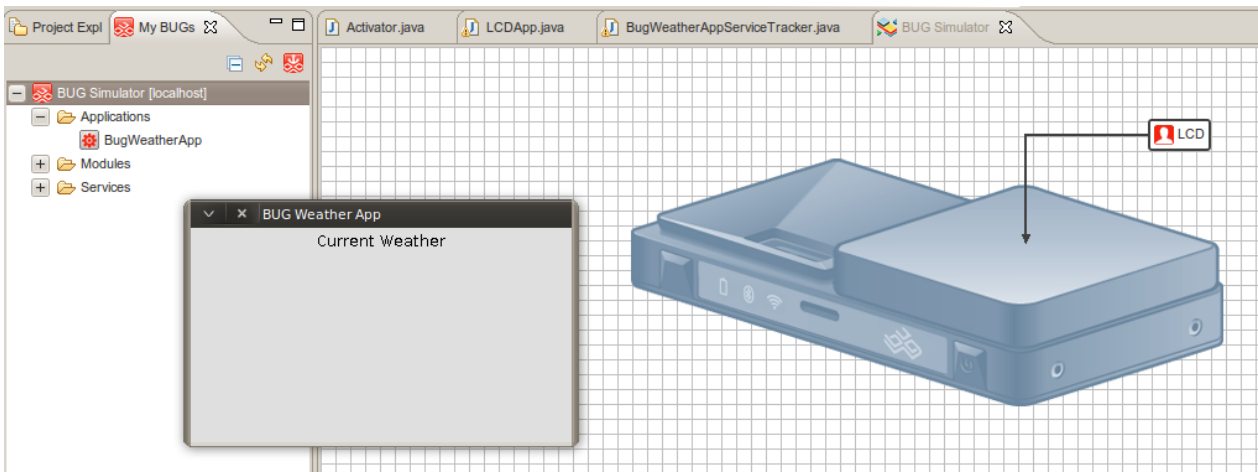 Project Expl
My BUGs
Activator.java
LCDApp.java
BugWeatherAppServiceTracker.java
BUG Simulator
BUG Simulator [localhost]
Applications
BugWeatherApp
Modules
Services
LCD
BUG Weather App
Current Weather